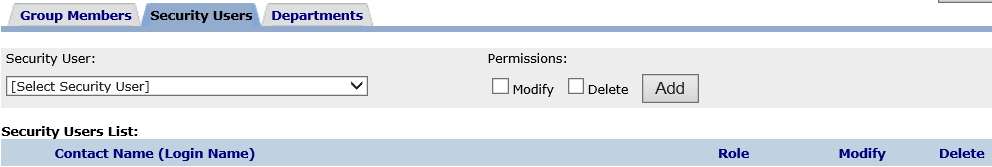 Group Members Security Users Departments
Security User: Permissions:
[Select Security User] Modify Delete Add
Security Users List:
Contact Name (Login Name) Role Modify Delete